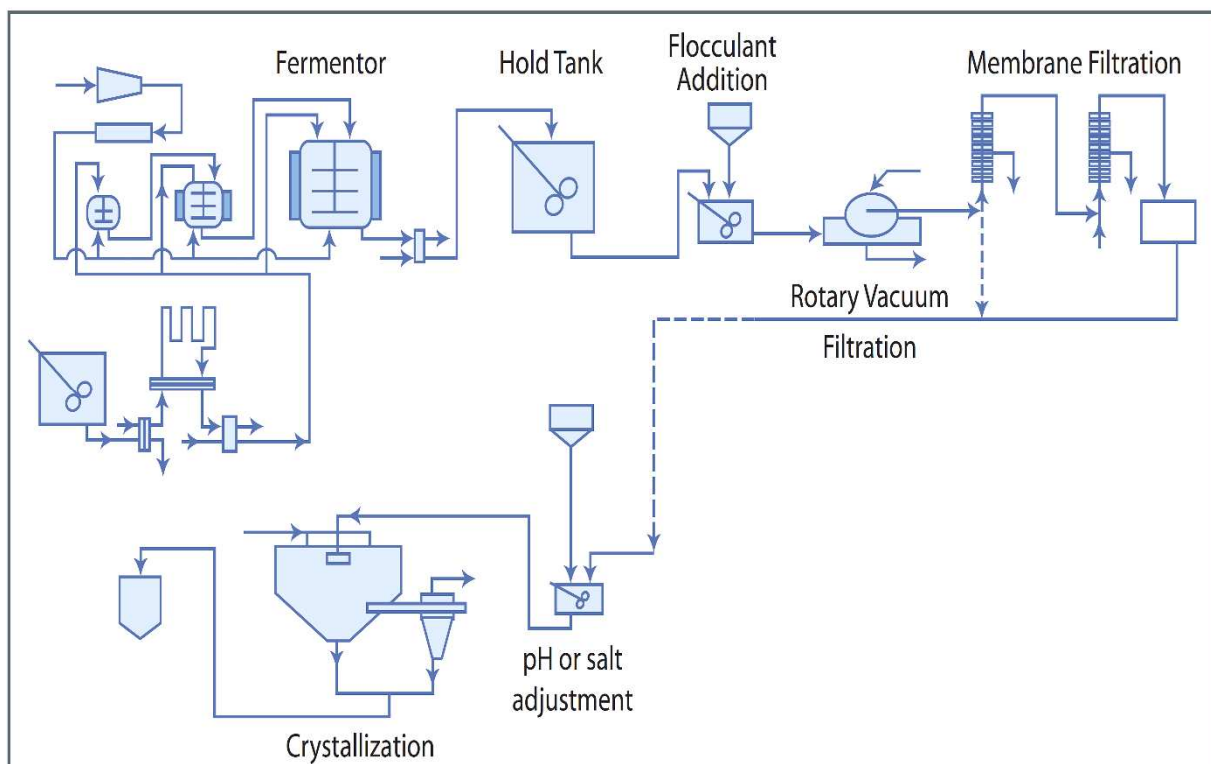 Fermentor
Hold Tank
Flocculant
Addition
Membrane Filtration
Rotary Vacuum
Filtration
pH or salt
adjustment
Crystallization